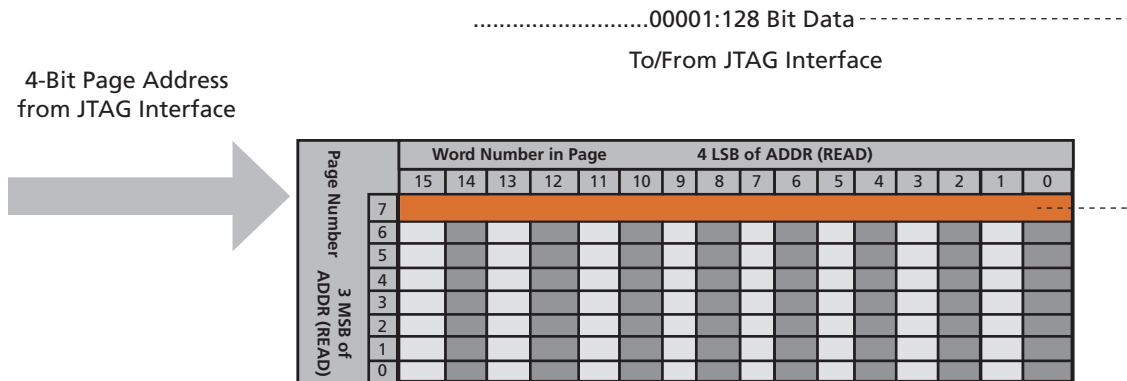 ...........................00001:128 Bit Data
To/From JTAG Interface
4-Bit Page Address
from JTAG Interface
Page Number
3 MSB of
ADDR (READ)
Word Number in Page 4 LSB of ADDR (READ)
15 14 13 12 11 10 9 8 7 6 5 4 3 2 1 0
7
6
5
4
3
2
1
0